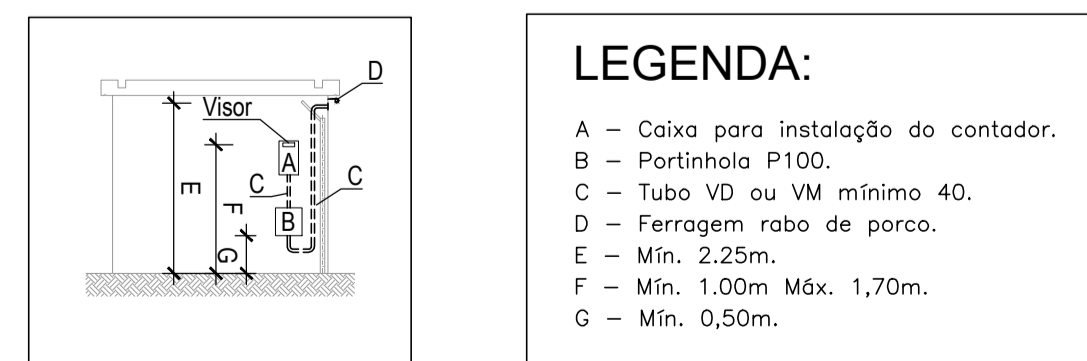 D
Visor
A
C
C
E
F
B
G
LEGENDA:
A – Caixa para instalação do contador.
B – Portinhola P100.
C – Tubo VD ou VM mínimo 40.
D – Ferragem rabo de porco.
E – Mín. 2.25m.
F – Mín. 1.00m Máx. 1,70m.
G – Mín. 0,50m.